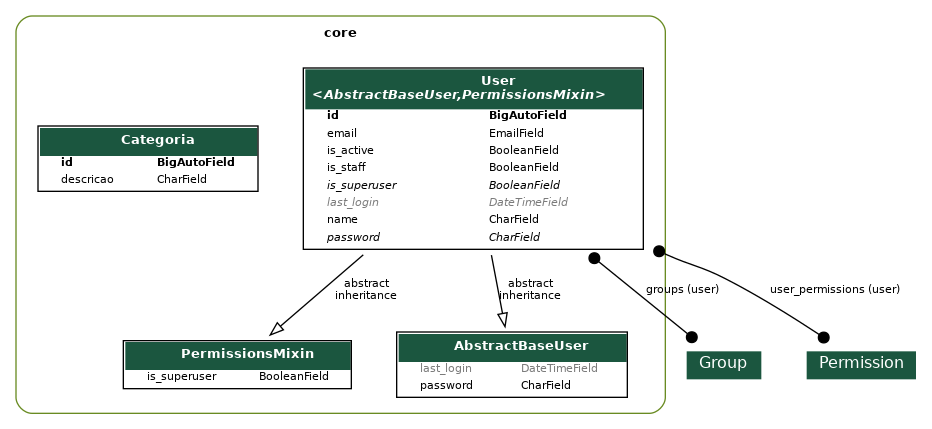 core
User
<AbstractBaseUser,PermissionsMixin>
id BigAutoField
email EmailField
is_active BooleanField
is_staff BooleanField
is_superuser BooleanField
last_login DateTimeField
name CharField
password CharField
Categoria
id BigAutoField
descricao CharField
abstract
inheritance
abstract
inheritance
groups (user)
user_permissions (user)
PermissionsMixin
is_superuser BooleanField
AbstractBaseUser
last_login DateTimeField
password CharField
Group
Permission